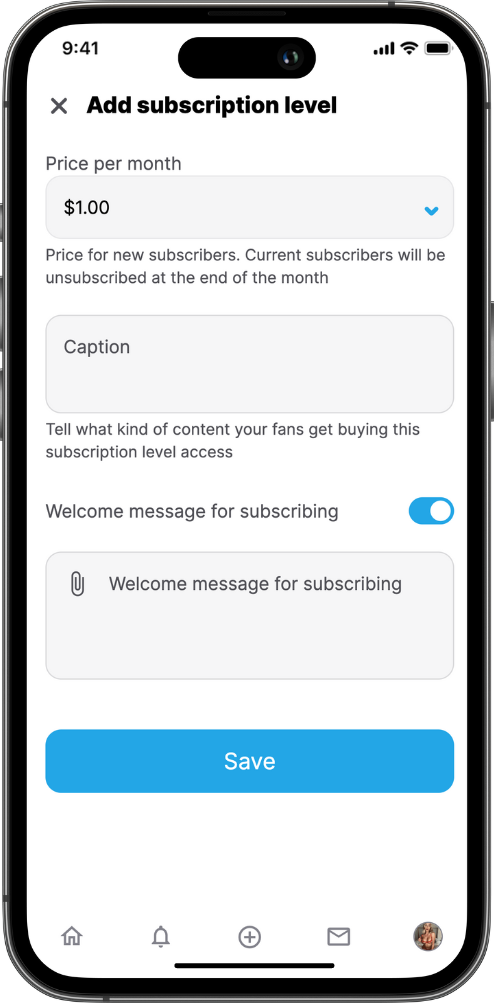 9:41
Add subscription level
Price per month
$1.00
Price for new subscribers. Current subscribers will be
unsubscribed at the end of the month
Caption
Tell what kind of content your fans get buying this
subscription level access
Welcome message for subscribing
Welcome message for subscribing
Save